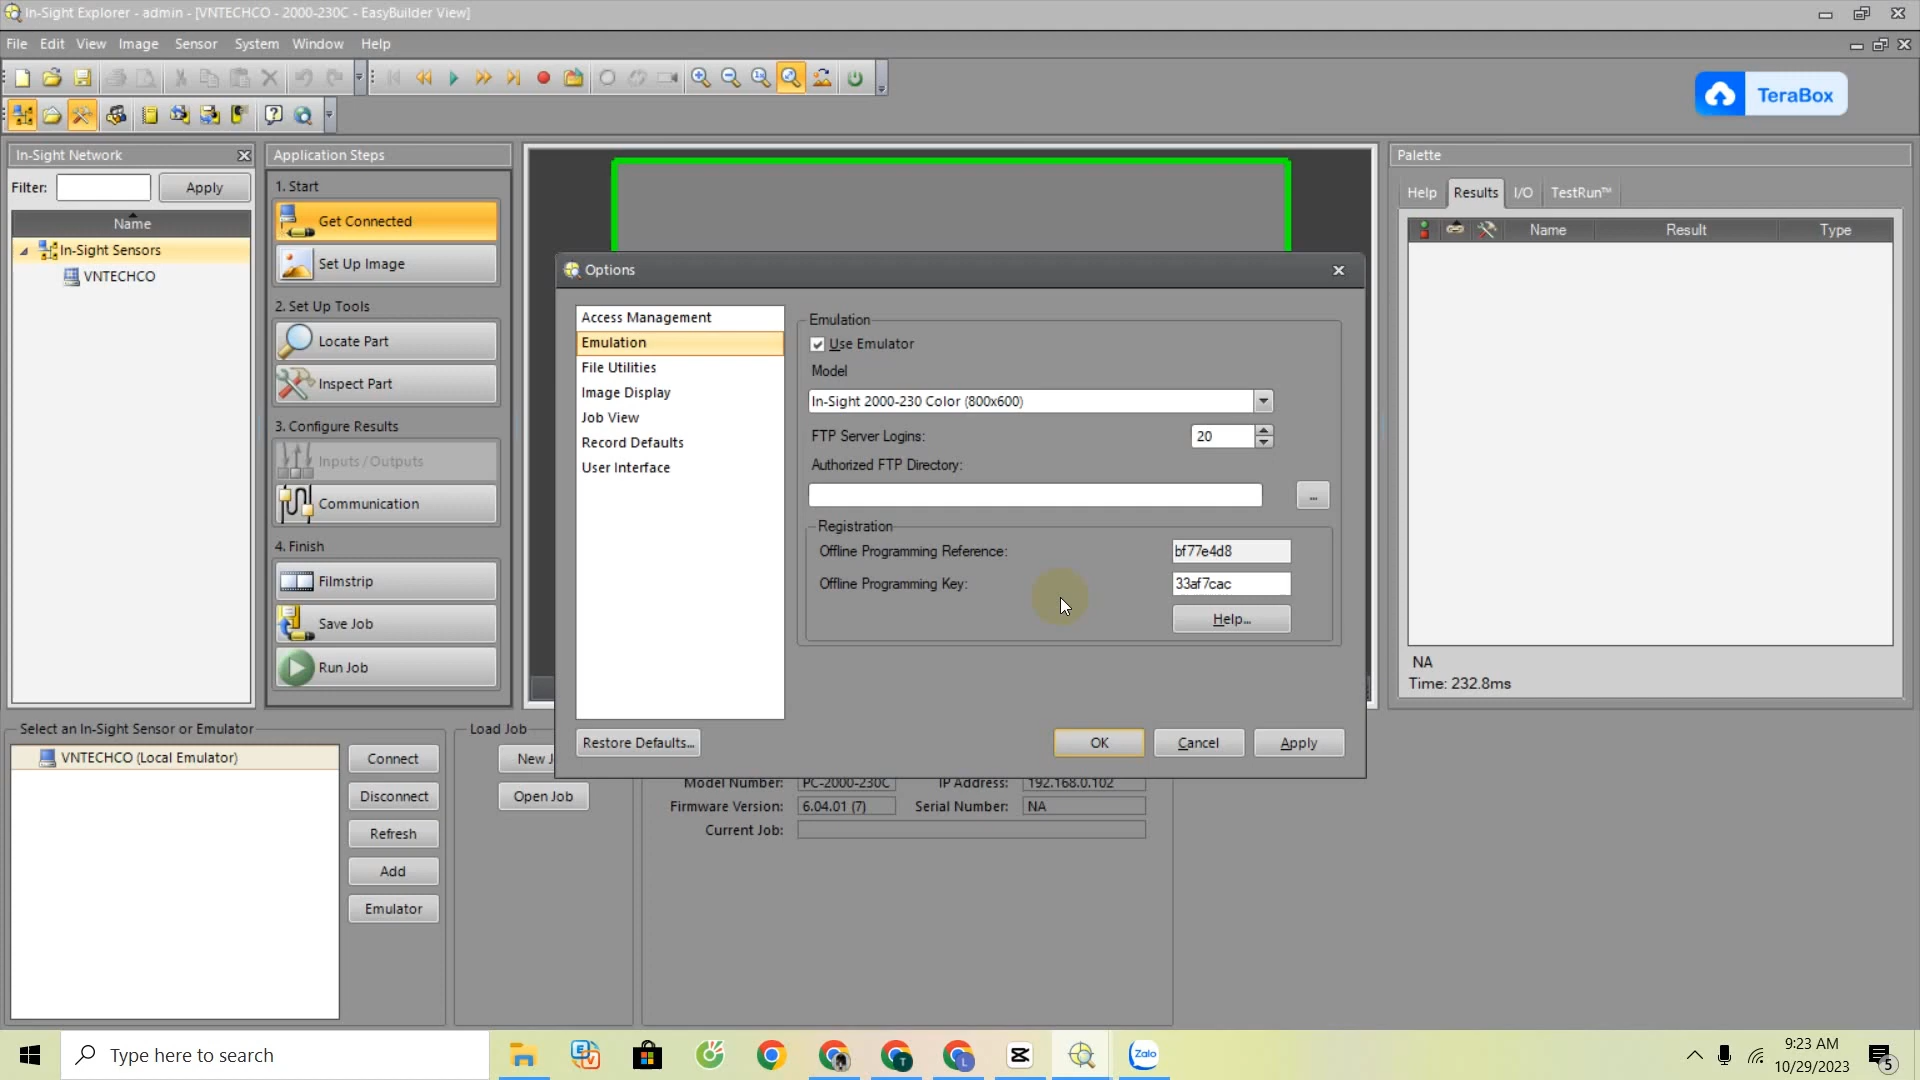 In-Sight Explorer - admin - [VNTECHCO - 2000-230C - EasyBuilder View]
File Edit View Image Sensor System Window Help
TeraBox
In-Sight Network
Filter:
Apply
Name
In-Sight Sensors
VNTECHCO
Application Steps
1. Start
Get Connected
Set Up Image
2. Set Up Tools
Locate Part
Inspect Part
3. Configure Results
Inputs / Outputs
Communication
4. Finish
Filmstrip
Save Job
Run Job
Options
Access Management
Emulation
File Utilities
Image Display
Job View
Record Defaults
User Interface
Restore Defaults...
Emulation
Use Emulator
Model
In-Sight 2000-230 Color (800x600)
FTP Server Logins:
20
Authorized FTP Directory:
...
Registration
Offline Programming Reference:
bf77e4d8
Offline Programming Key:
33af7cac
Help...
OK
Cancel
Apply
Palette
Help Results I/O TestRun™
Name Result Type
NA
Time: 232.8ms
Select an In-Sight Sensor or Emulator
VNTECHCO (Local Emulator)
Connect
Disconnect
Refresh
Add
Emulator
Load Job
New J
Open Job
Model Number: PC-2000-230C IP Address: 192.168.0.102
Firmware Version: 6.04.01 (7) Serial Number: NA
Current Job:
Type here to search
Zalo
9:23 AM
10/29/2023
5